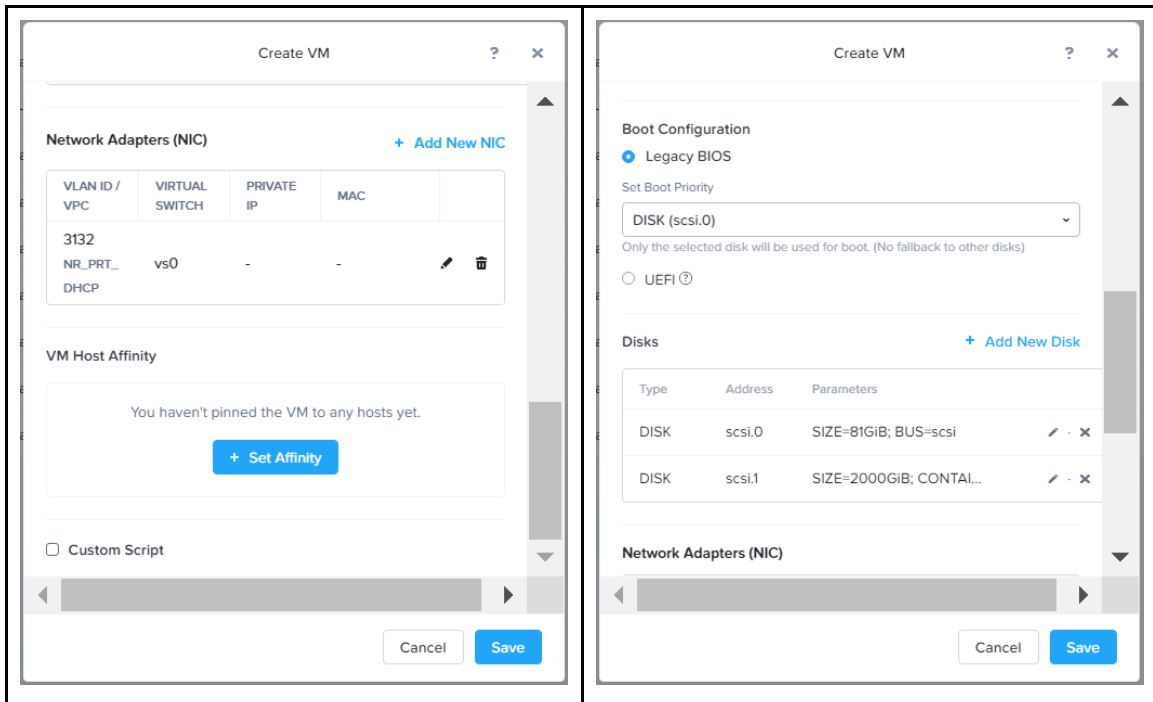 Create VM ? ×
Network Adapters (NIC)
+ Add New NIC
VLAN ID / VPC VIRTUAL SWITCH PRIVATE IP MAC
3132
NR_PRT_
DHCP
vs0 - -
VM Host Affinity
You haven't pinned the VM to any hosts yet.
+ Set Affinity
Custom Script
Cancel Save
Create VM ? ×
Boot Configuration
Legacy BIOS
Set Boot Priority
DISK (scsi.0)
Only the selected disk will be used for boot. (No fallback to other disks)
UEFI ?
Disks
+ Add New Disk
Type Address Parameters
DISK scsi.0 SIZE=81GiB; BUS=scsi
DISK scsi.1 SIZE=2000GiB; CONTAI...
Network Adapters (NIC)
Cancel Save